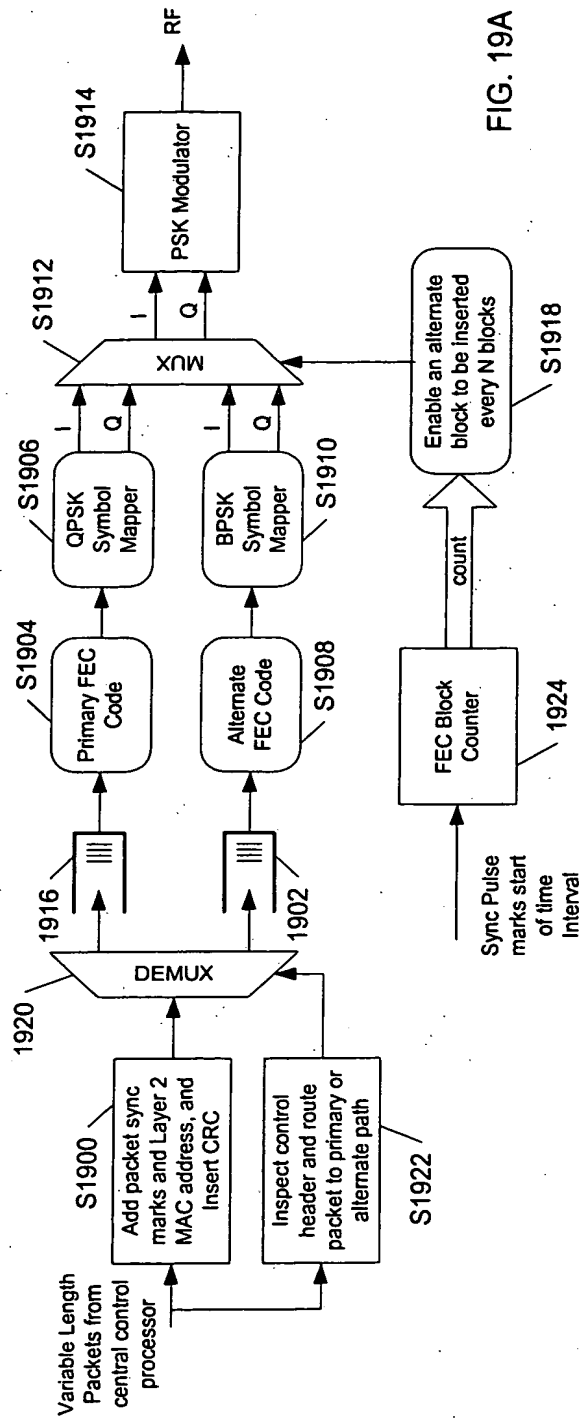 Variable Length
Packets from
central control
processor
S1900
Add packet sync
marks and Layer 2
MAC address, and
Insert CRC
Inspect control
header and route
packet to primary or
alternate path
S1922
1920
DEMUX
1916
1902
S1904
Primary FEC
Code
Alternate
FEC Code
S1908
S1906
QPSK
Symbol
Mapper
BPSK
Symbol
Mapper
S1910
I
Q
I
Q
S1912
MUX
I
Q
S1914
PSK Modulator
RF
Sync Pulse
marks start
of time
Interval
FEC Block
Counter
1924
count
Enable an alternate
block to be inserted
every N blocks
S1918
FIG. 19A